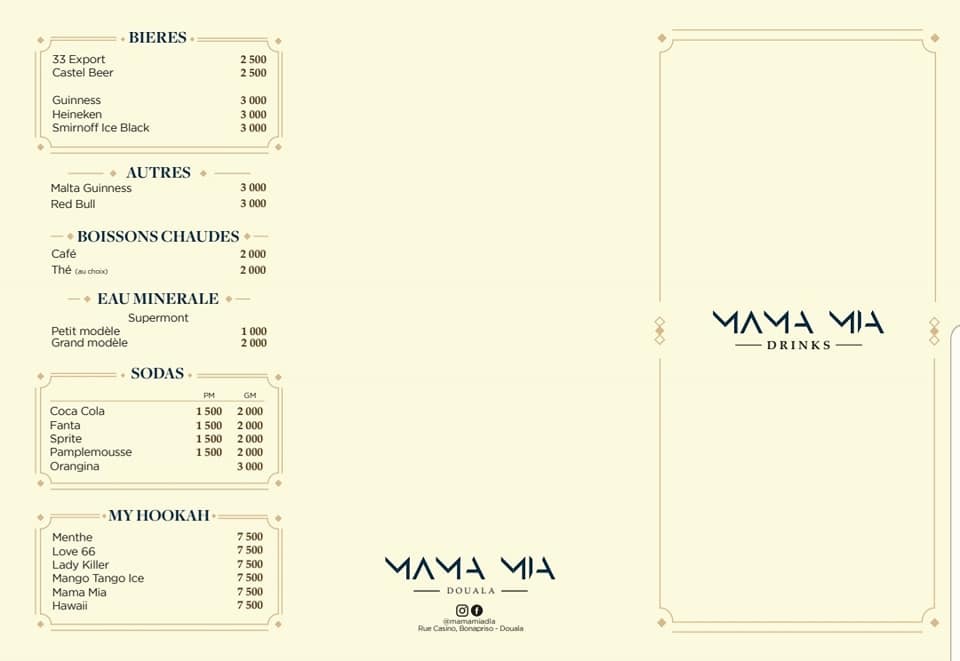 BIERES
33 Export 2 500
Castel Beer 2 500
Guinness 3 000
Heineken 3 000
Smirnoff Ice Black 3 000
AUTRES
Malta Guinness 3 000
Red Bull 3 000
BOISSONS CHAUDES
Café 2 000
Thé (au choix) 2 000
EAU MINERALE
Supermont
Petit modèle 1 000
Grand modèle 2 000
SODAS
PM GM
Coca Cola 1 500 2 000
Fanta 1 500 2 000
Sprite 1 500 2 000
Pamplemousse 1 500 2 000
Orangina 3 000
MY HOOKAH
Menthe 7 500
Love 66 7 500
Lady Killer 7 500
Mango Tango Ice 7 500
Mama Mia 7 500
Hawaii 7 500
MAMA MIA
DOUALA
@mamamiadla
Rue Casino, Bonapriso - Douala
MAMA MIA
DRINKS